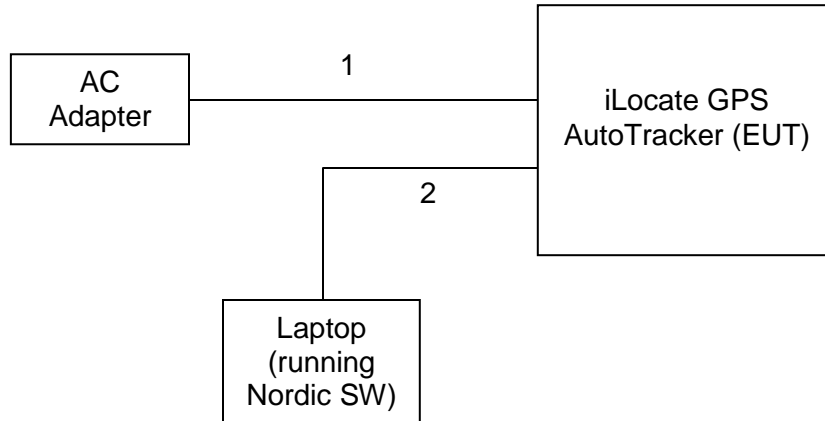 1
AC
Adapter
iLocate GPS
AutoTracker (EUT)
2
Laptop
(running
Nordic SW)